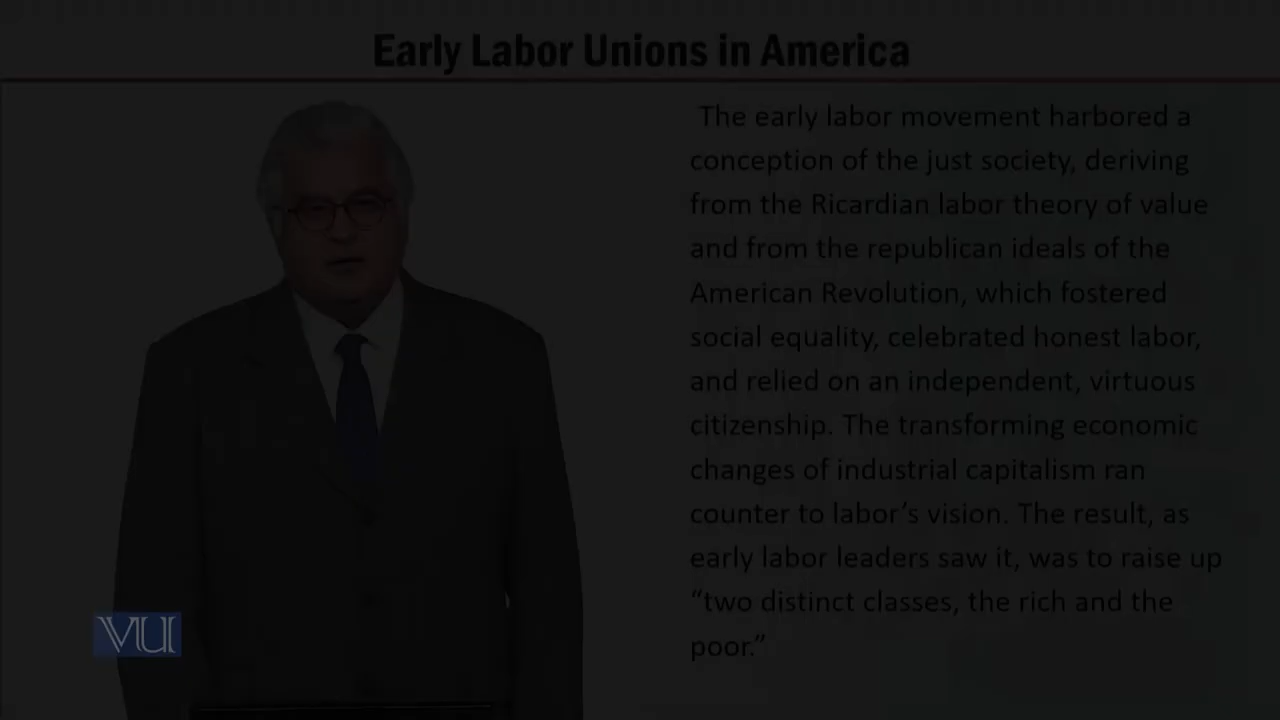 Early Labor Unions in America
The early labor movement harbored a
conception of the just society, deriving
from the Ricardian labor theory of value
and from the republican ideals of the
American Revolution, which fostered
social equality, celebrated honest labor,
and relied on an independent, virtuous
citizenship. The transforming economic
changes of industrial capitalism ran
counter to labor’s vision. The result, as
early labor leaders saw it, was to raise up
“two distinct classes, the rich and the
poor.”
VU